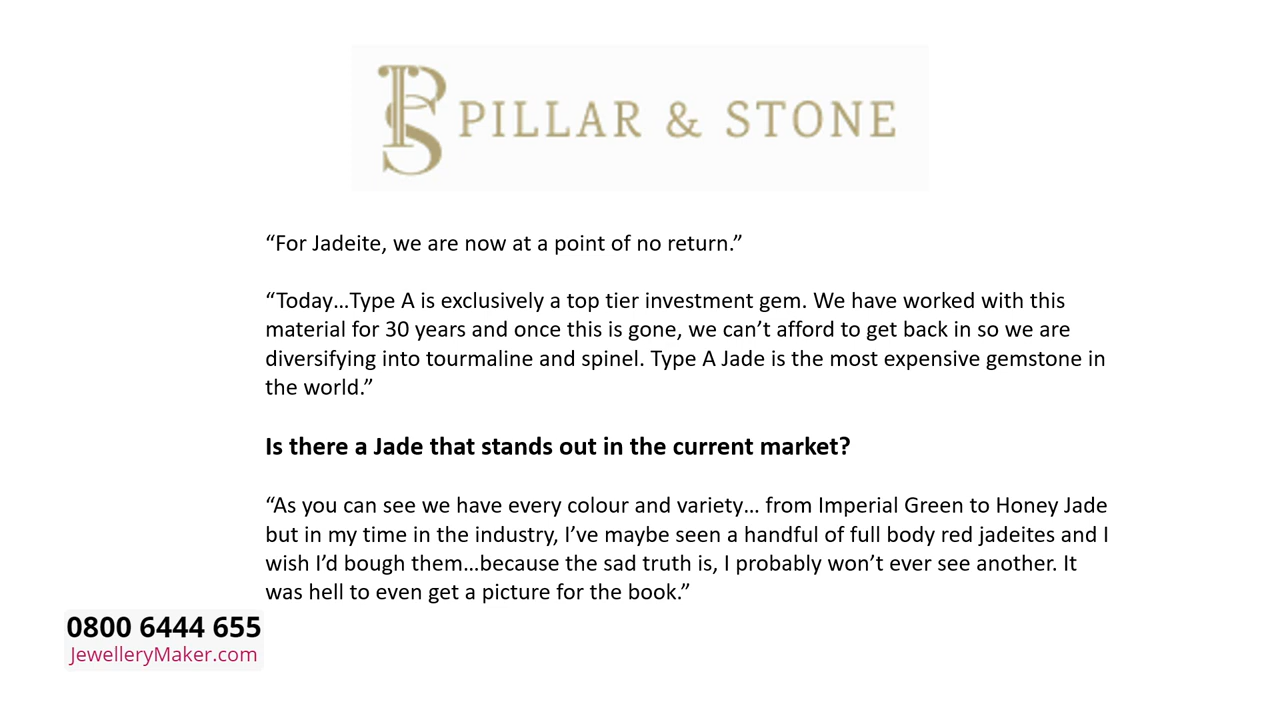 PS PILLAR & STONE
“For Jadeite, we are now at a point of no return.”
“Today…Type A is exclusively a top tier investment gem. We have worked with this
material for 30 years and once this is gone, we can’t afford to get back in so we are
diversifying into tourmaline and spinel. Type A Jade is the most expensive gemstone in
the world.”
Is there a Jade that stands out in the current market?
“As you can see we have every colour and variety… from Imperial Green to Honey Jade
but in my time in the industry, I’ve maybe seen a handful of full body red jadeites and I
wish I’d bough them…because the sad truth is, I probably won’t ever see another. It
was hell to even get a picture for the book.”
0800 6444 655
JewelleryMaker.com